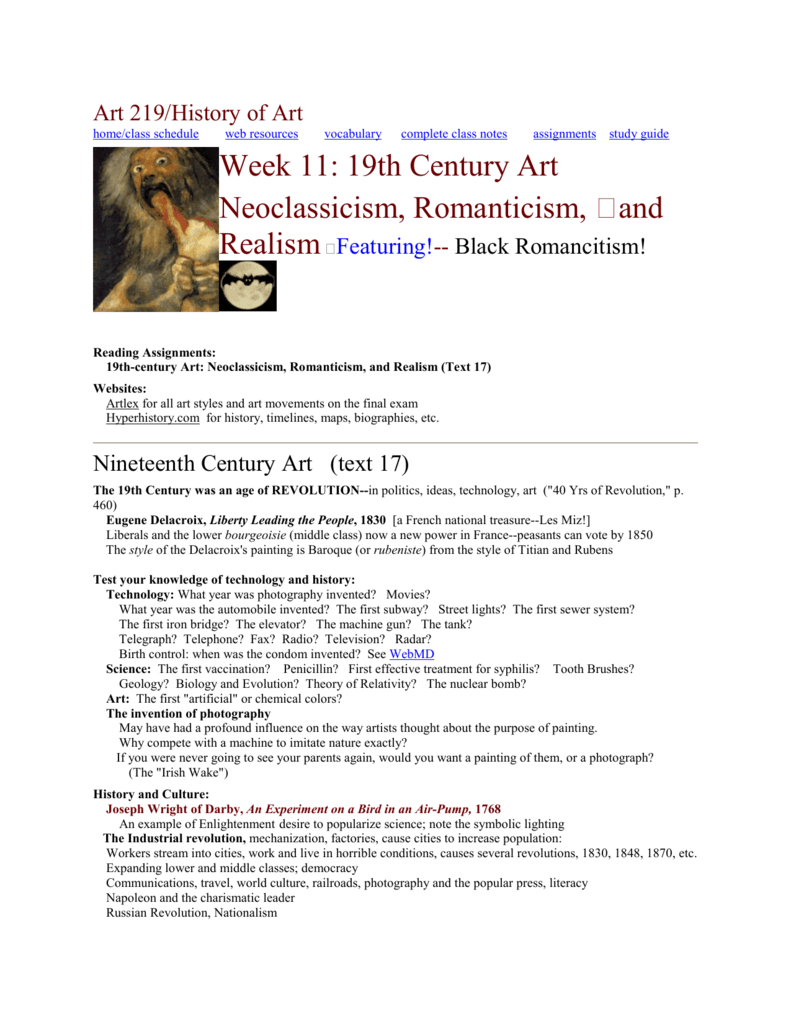 Art 219/History of Art
home/class schedule web resources vocabulary complete class notes assignments study guide
Week 11: 19th Century Art
Neoclassicism, Romanticism, □and
Realism □Featuring!-- Black Romancitism!
Reading Assignments:
19th-century Art: Neoclassicism, Romanticism, and Realism (Text 17)
Websites:
Artlex for all art styles and art movements on the final exam
Hyperhistory.com for history, timelines, maps, biographies, etc.
Nineteenth Century Art (text 17)
The 19th Century was an age of REVOLUTION--in politics, ideas, technology, art ("40 Yrs of Revolution," p.
460)
Eugene Delacroix, Liberty Leading the People, 1830 [a French national treasure--Les Miz!]
Liberals and the lower bourgeoisie (middle class) now a new power in France--peasants can vote by 1850
The style of the Delacroix's painting is Baroque (or rubeniste) from the style of Titian and Rubens
Test your knowledge of technology and history:
Technology: What year was photography invented? Movies?
What year was the automobile invented? The first subway? Street lights? The first sewer system?
The first iron bridge? The elevator? The machine gun? The tank?
Telegraph? Telephone? Fax? Radio? Television? Radar?
Birth control: when was the condom invented? See WebMD
Science: The first vaccination? Penicillin? First effective treatment for syphilis? Tooth Brushes?
Geology? Biology and Evolution? Theory of Relativity? The nuclear bomb?
Art: The first "artificial" or chemical colors?
The invention of photography
May have had a profound influence on the way artists thought about the purpose of painting.
Why compete with a machine to imitate nature exactly?
If you were never going to see your parents again, would you want a painting of them, or a photograph?
(The "Irish Wake")
History and Culture:
Joseph Wright of Darby, An Experiment on a Bird in an Air-Pump, 1768
An example of Enlightenment desire to popularize science; note the symbolic lighting
The Industrial revolution, mechanization, factories, cause cities to increase population:
Workers stream into cities, work and live in horrible conditions, causes several revolutions, 1830, 1848, 1870, etc.
Expanding lower and middle classes; democracy
Communications, travel, world culture, railroads, photography and the popular press, literacy
Napoleon and the charismatic leader
Russian Revolution, Nationalism